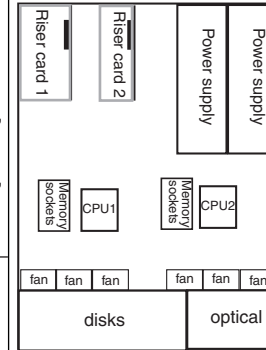 Riser card 1
Riser card 2
Power supply
Power supply
Memory
sockets
CPU1
Memory
sockets
CPU2
fan fan fan fan fan fan
disks optical